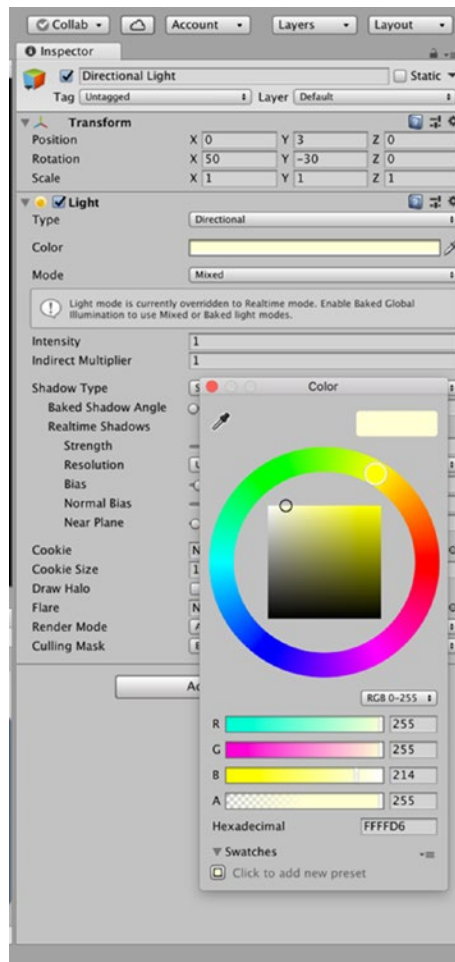 Collab Account Layers Layout
Inspector
Directional Light Static
Tag Untagged Layer Default
Transform
Position X 0 Y 3 Z 0
Rotation X 50 Y -30 Z 0
Scale X 1 Y 1 Z 1
Light
Type Directional
Color
Mode Mixed
Light mode is currently overridden to Realtime mode. Enable Baked Global
Illumination to use Mixed or Baked light modes.
Intensity 1
Indirect Multiplier 1
Shadow Type S
Baked Shadow Angle
Realtime Shadows
Strength
Resolution
Bias
Normal Bias
Near Plane
Cookie N
Cookie Size 1
Draw Halo
Flare N
Render Mode A
Culling Mask
Color
RGB 0-255
R 255
G 255
B 214
A 255
Hexadecimal FFFFD6
Swatches
Click to add new preset